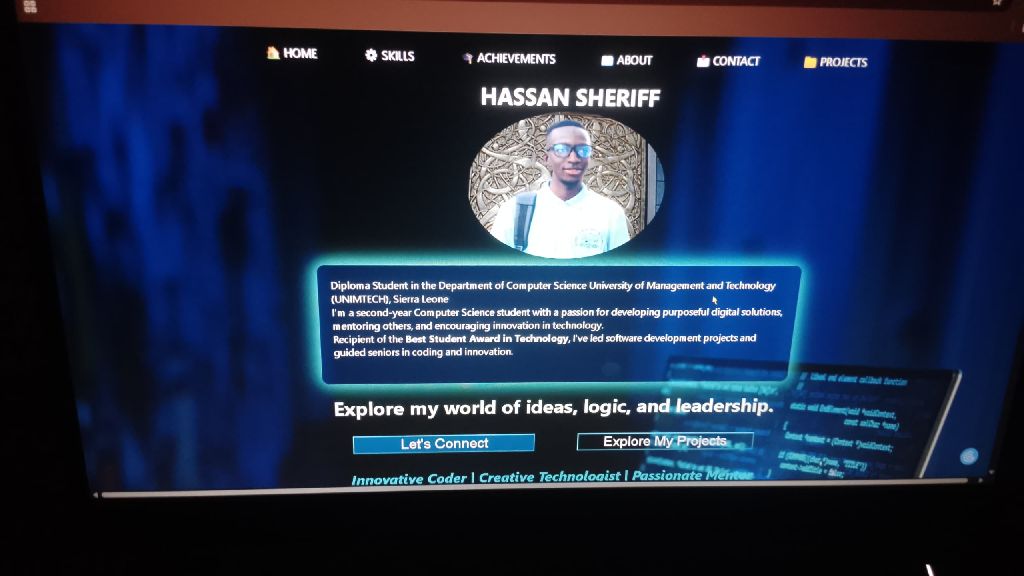 HOME SKILLS ACHIEVEMENTS ABOUT CONTACT PROJECTS
HASSAN SHERIFF
Diploma Student in the Department of Computer Science University of Management and Technology
(UNIMTECH), Sierra Leone
I'm a second-year Computer Science student with a passion for developing purposeful digital solutions,
mentoring others, and encouraging innovation in technology.
Recipient of the Best Student Award in Technology, I've led software development projects and
guided seniors in coding and innovation.
Explore my world of ideas, logic, and leadership.
Let's Connect Explore My Projects
Innovative Coder | Creative Technologist | Passionate Mentor